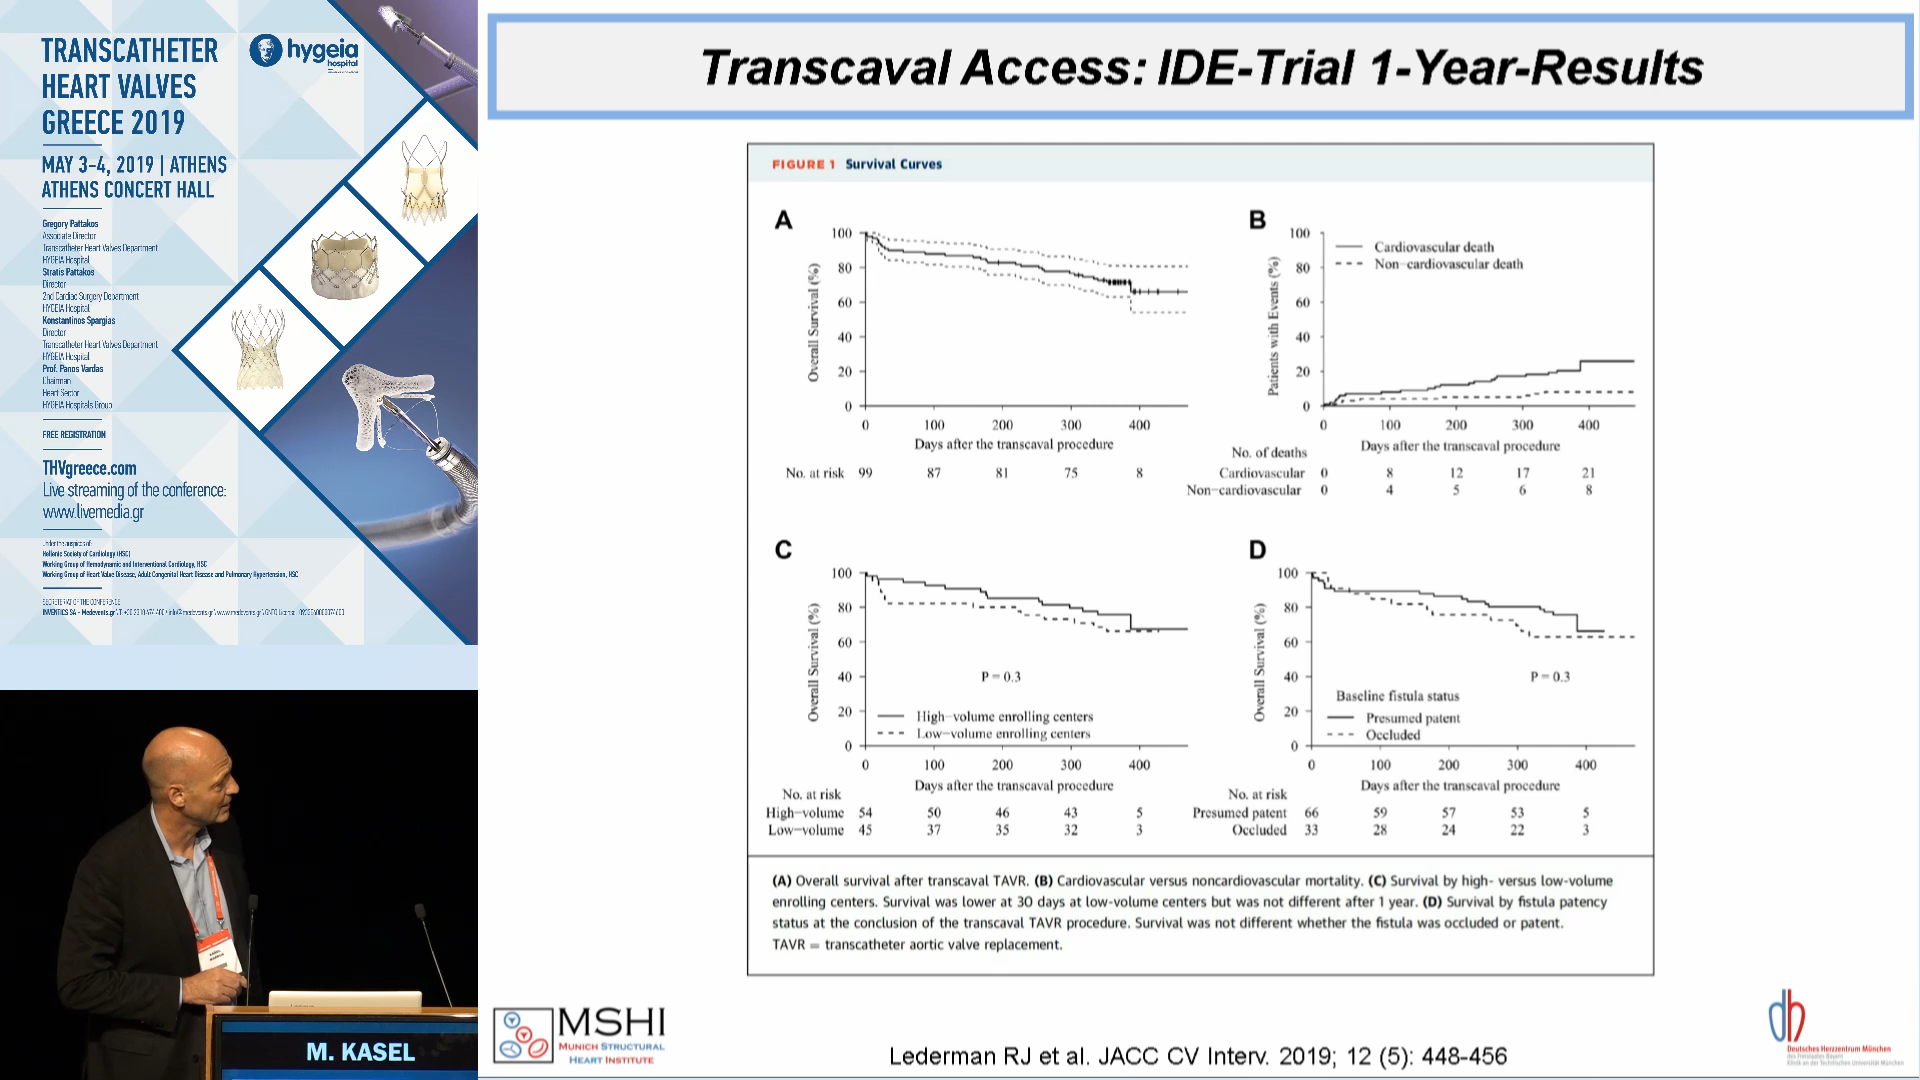 TRANSCATHETER
HEART VALVES
GREECE 2019
hygeia
hospital
MAY 3-4, 2019 | ATHENS
ATHENS CONCERT HALL
Gregory Pattakos
Associate Director
Transcatheter Heart Valves Department
HYGEIA Hospital
Stratis Pattakos
Director
2nd Cardiac Surgery Department
HYGEIA Hospital
Konstantinos Spargias
Director
Transcatheter Heart Valves Department
HYGEIA Hospital
Prof. Panos Vardas
Chairman
Heart Sector
HYGEIA Hospitals Group
FREE REGISTRATION
THVgreece.com
Live streaming of the conference:
www.livemedia.gr
Under the auspices of:
Hellenic Society of Cardiology (HSC)
Working Group of Hemodynamic and Interventional Cardiology, HSC
Working Group of Heart Valve Disease, Adult Congenital Heart Disease and Pulmonary Hypertension, HSC
SECRETERIAT OF THE CONFERENCE
M. KASEL
Transcaval Access: IDE-Trial 1-Year-Results
FIGURE 1 Survival Curves
A
Overall Survival (%)
100
80
60
40
20
0
0 100 200 300 400
Days after the transcaval procedure
No. at risk 99 87 81 75 8
B
Patients with Events (%)
100
80
60
40
20
0
Cardiovascular death
Non-cardiovascular death
0 100 200 300 400
Days after the transcaval procedure
No. of deaths
Cardiovascular 0 8 12 17 21
Non-cardiovascular 0 4 5 6 8
C
Overall Survival (%)
100
80
60
40
20
0
P = 0.3
High-volume enrolling centers
Low-volume enrolling centers
0 100 200 300 400
Days after the transcaval procedure
No. at risk
High-volume 54 50 46 43 5
Low-volume 45 37 35 32 3
D
Overall Survival (%)
100
80
60
40
20
0
P = 0.3
Baseline fistula status
Presumed patent
Occluded
0 100 200 300 400
Days after the transcaval procedure
No. at risk
Presumed patent 66 59 57 53 5
Occluded 33 28 24 22 3
(A) Overall survival after transcaval TAVR. (B) Cardiovascular versus noncardiovascular mortality. (C) Survival by high- versus low-volume
enrolling centers. Survival was lower at 30 days at low-volume centers but was not different after 1 year. (D) Survival by fistula patency
status at the conclusion of the transcaval TAVR procedure. Survival was not different whether the fistula was occluded or patent.
TAVR = transcatheter aortic valve replacement.
MSHI
MUNICH STRUCTURAL
HEART INSTITUTE
Lederman RJ et al. JACC CV Interv. 2019; 12 (5): 448-456
Deutsches Herzzentrum München